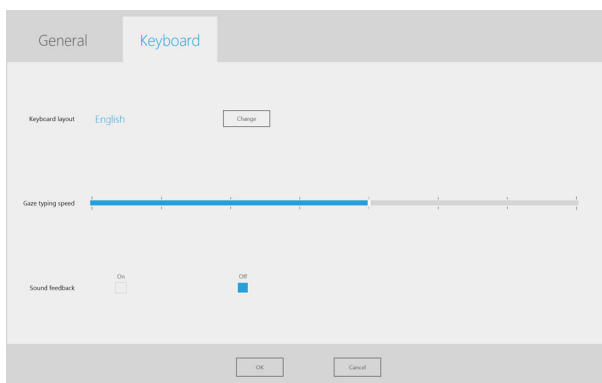 General Keyboard
Keyboard layout English Change
Gaze typing speed
On Off
Sound feedback
OK Cancel